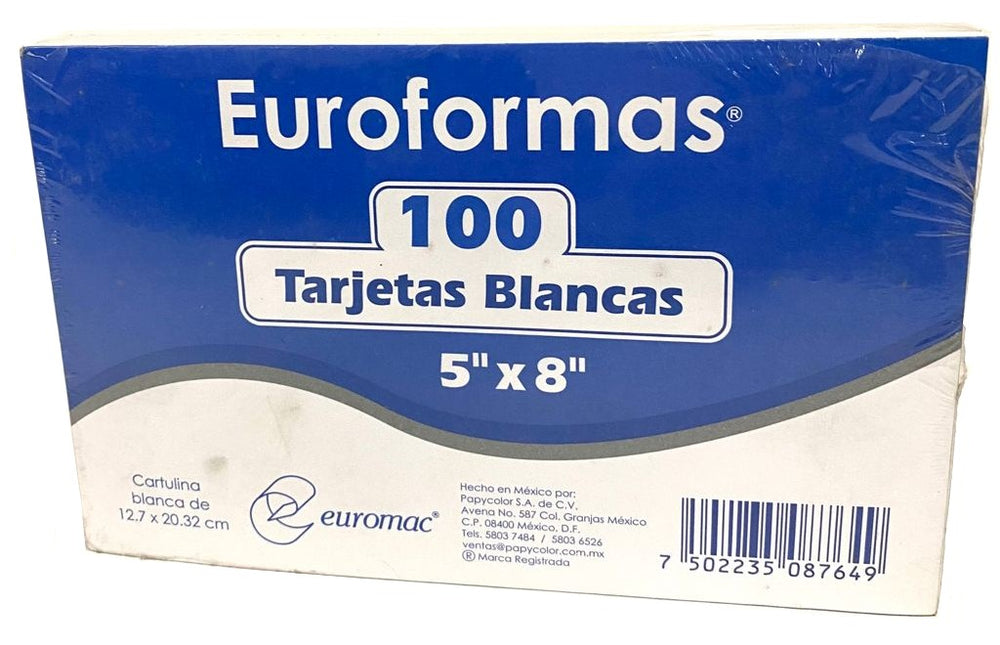 Euroformas®
100
Tarjetas Blancas
5" x 8"
Cartulina
blanca de
12.7 x 20.32 cm
euromac®
Hecho en México por:
Papycolor S.A. de C.V.
Avena No. 587 Col. Granjas México
C.P. 08400 México, D.F.
Tels. 5803 7484 / 5803 6526
ventas@papycolor.com.mx
® Marca Registrada
7 502235 087649